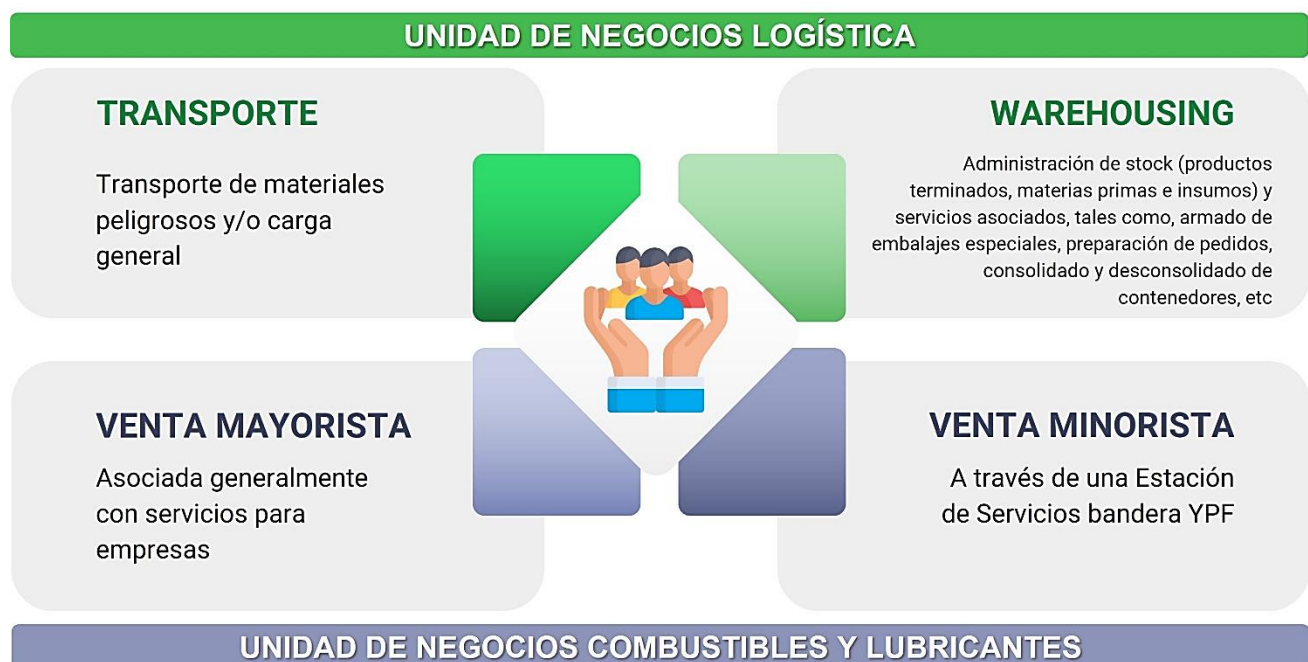 UNIDAD DE NEGOCIOS LOGÍSTICA
TRANSPORTE
Transporte de materiales
peligrosos y/o carga
general
WAREHOUSING
Administración de stock (productos
terminados, materias primas e insumos) y
servicios asociados, tales como, armado de
embalajes especiales, preparación de pedidos,
consolidado y desconsolidado de
contenedores, etc
VENTA MAYORISTA
Asociada generalmente
con servicios para
empresas
VENTA MINORISTA
A través de una Estación
de Servicios bandera YPF
UNIDAD DE NEGOCIOS COMBUSTIBLES Y LUBRICANTES